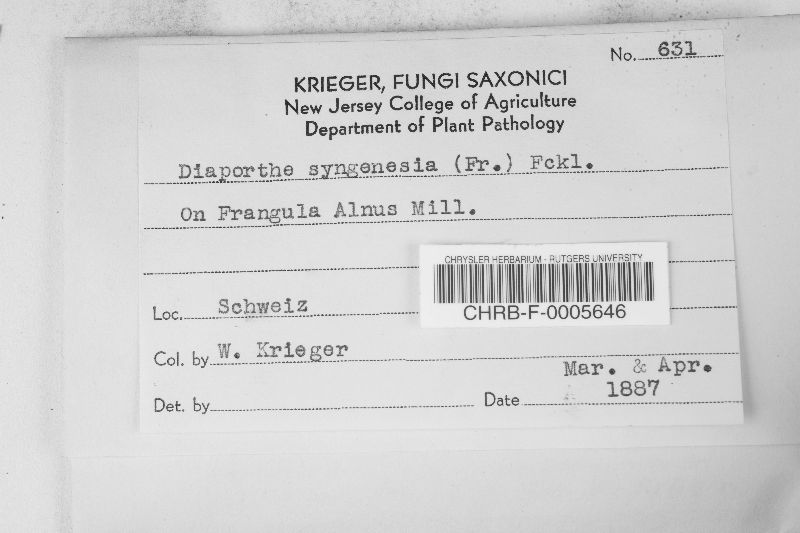 No. 631
KRIEGER, FUNGI SAXONICI
New Jersey College of Agriculture
Department of Plant Pathology
Diaporthe syngenesia (Fr.) Fckl.
On Frangula Alnus Mill.
CHRYSLER HERBARIUM - RUTGERS UNIVERSITY
CHRB-F-0005646
Loc. Schweiz
Col. by W. Krieger
Mar. & Apr.
Det. by Date 1887